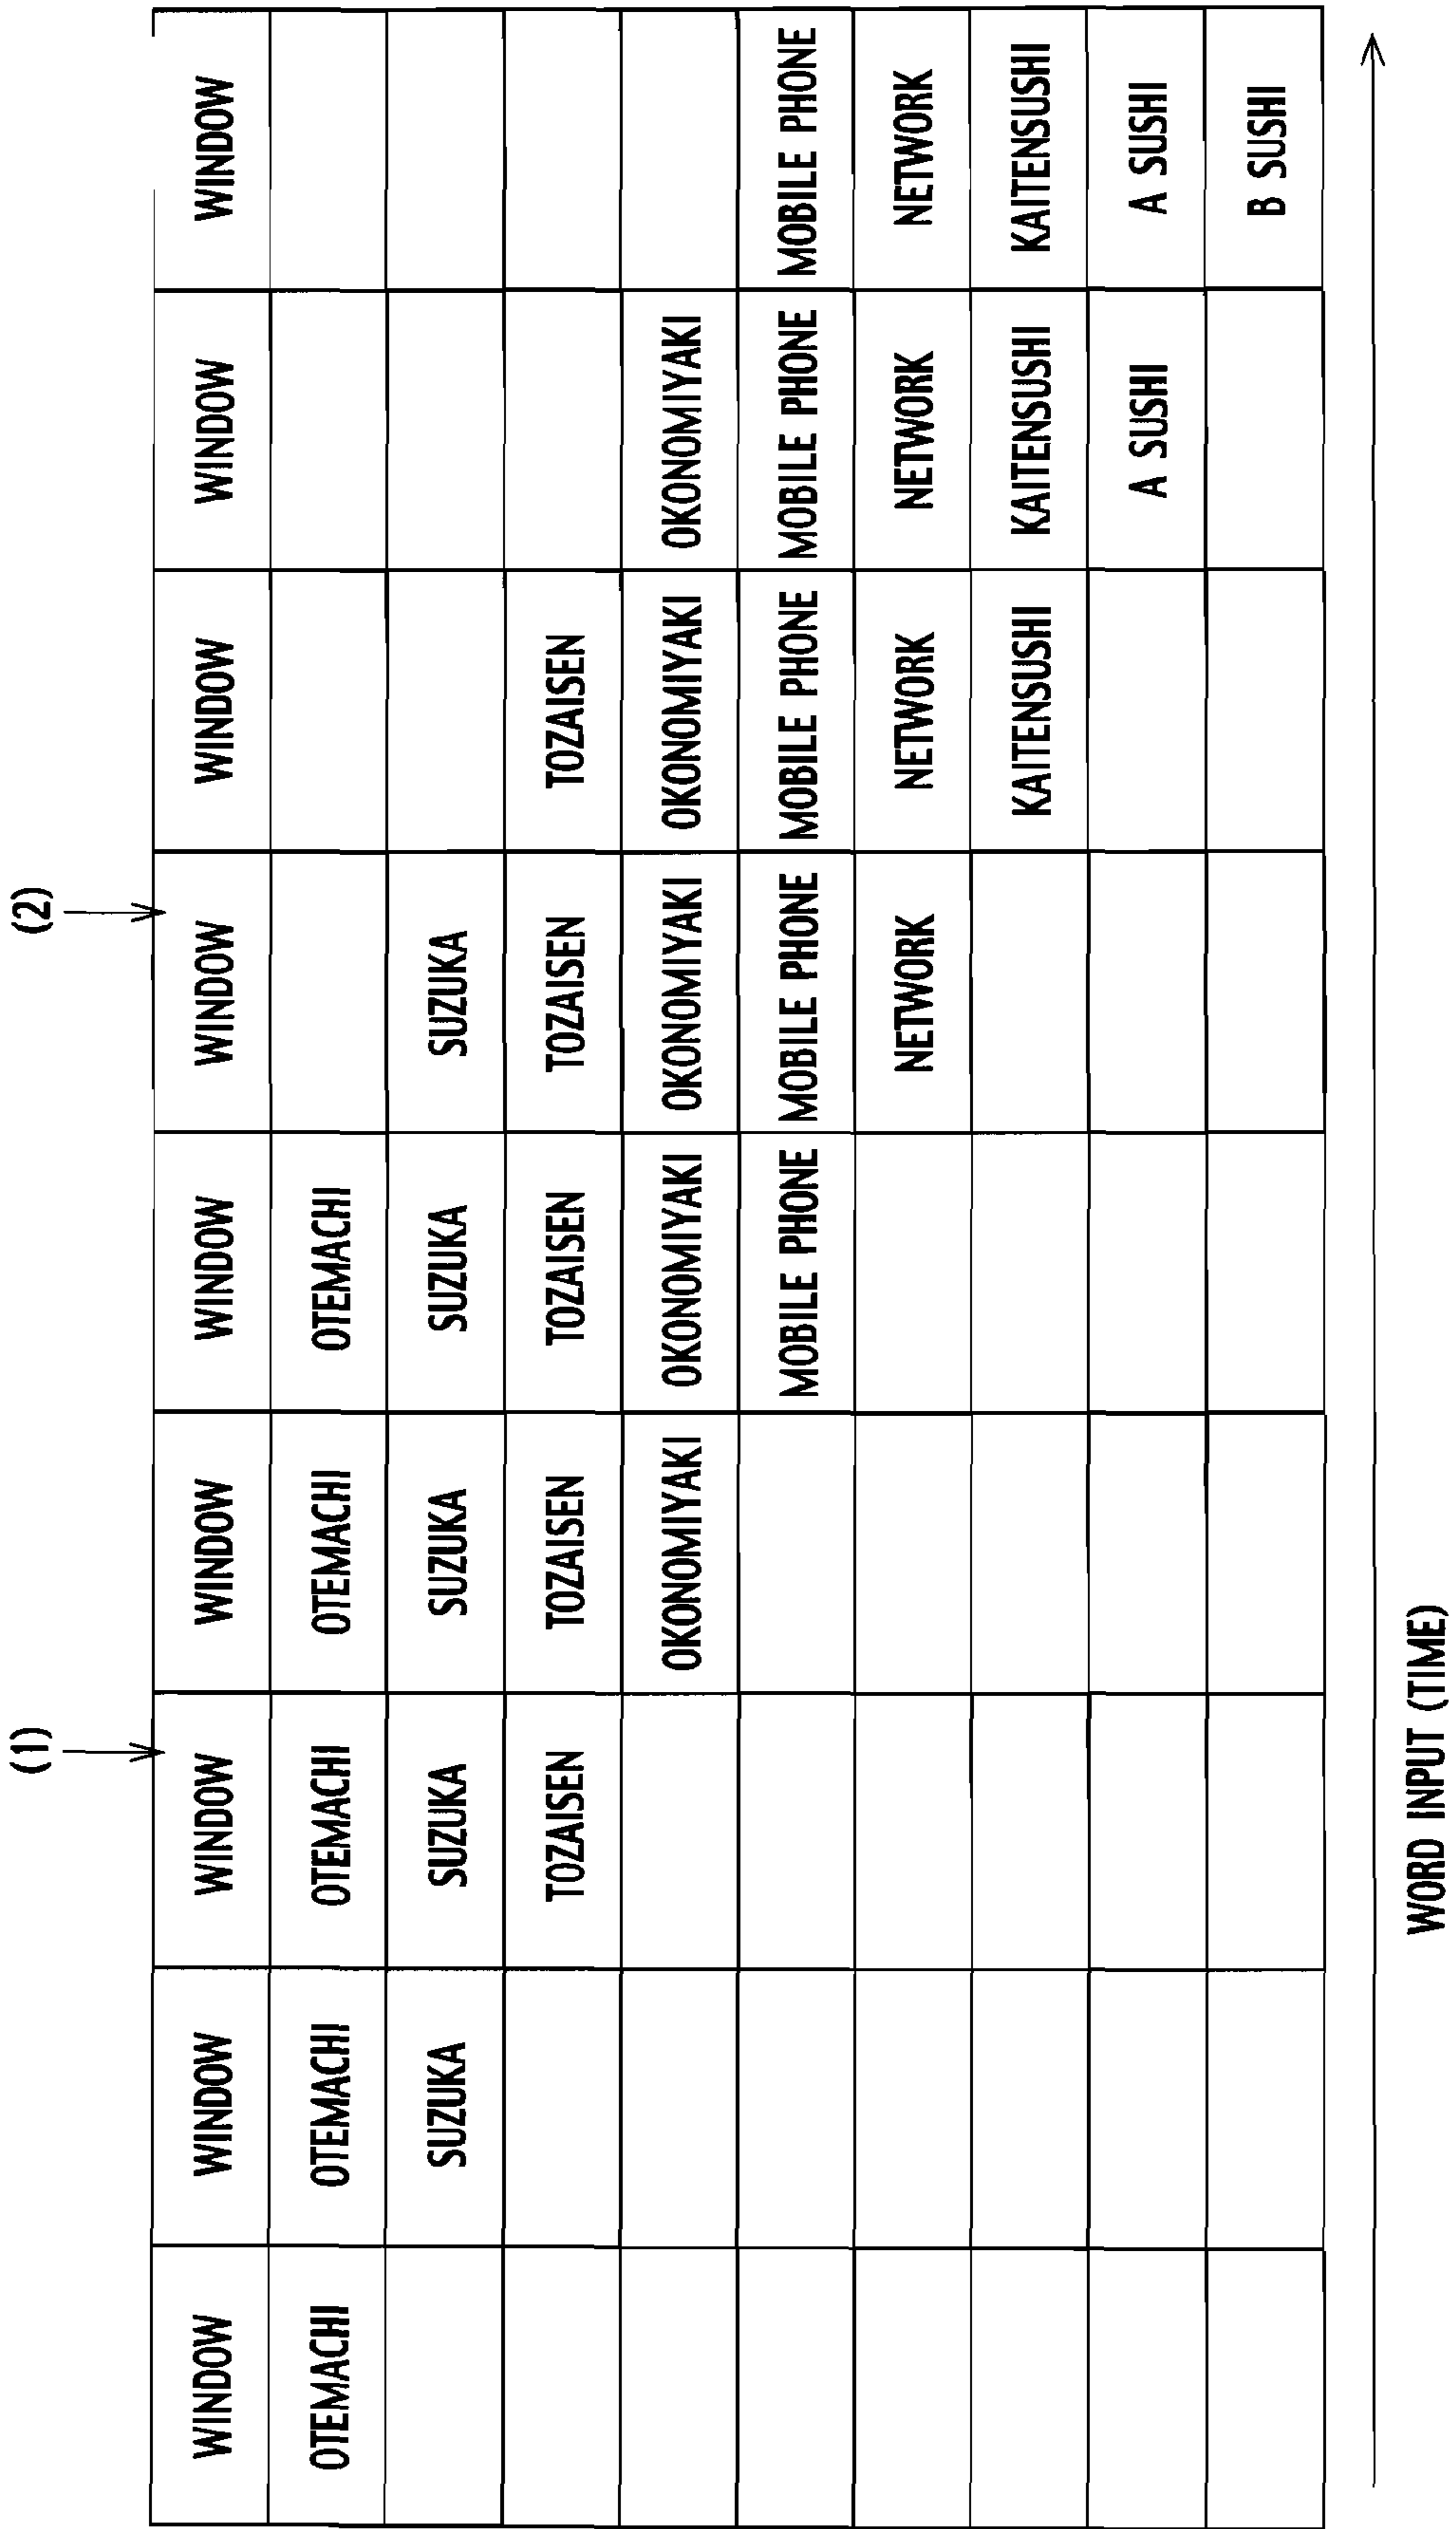 (1) (2)
WINDOW WINDOW WINDOW WINDOW WINDOW WINDOW WINDOW WINDOW WINDOW
OTEMACHI OTEMACHI OTEMACHI OTEMACHI OTEMACHI
SUZUKA SUZUKA SUZUKA SUZUKA SUZUKA
TOZAISEN TOZAISEN TOZAISEN TOZAISEN TOZAISEN
OKONOMIYAKI OKONOMIYAKI OKONOMIYAKI OKONOMIYAKI OKONOMIYAKI
MOBILE PHONE MOBILE PHONE MOBILE PHONE MOBILE PHONE MOBILE PHONE
NETWORK NETWORK NETWORK NETWORK
KAITENSUSHI KAITENSUSHI KAITENSUSHI
A SUSHI A SUSHI
B SUSHI
WORD INPUT (TIME)